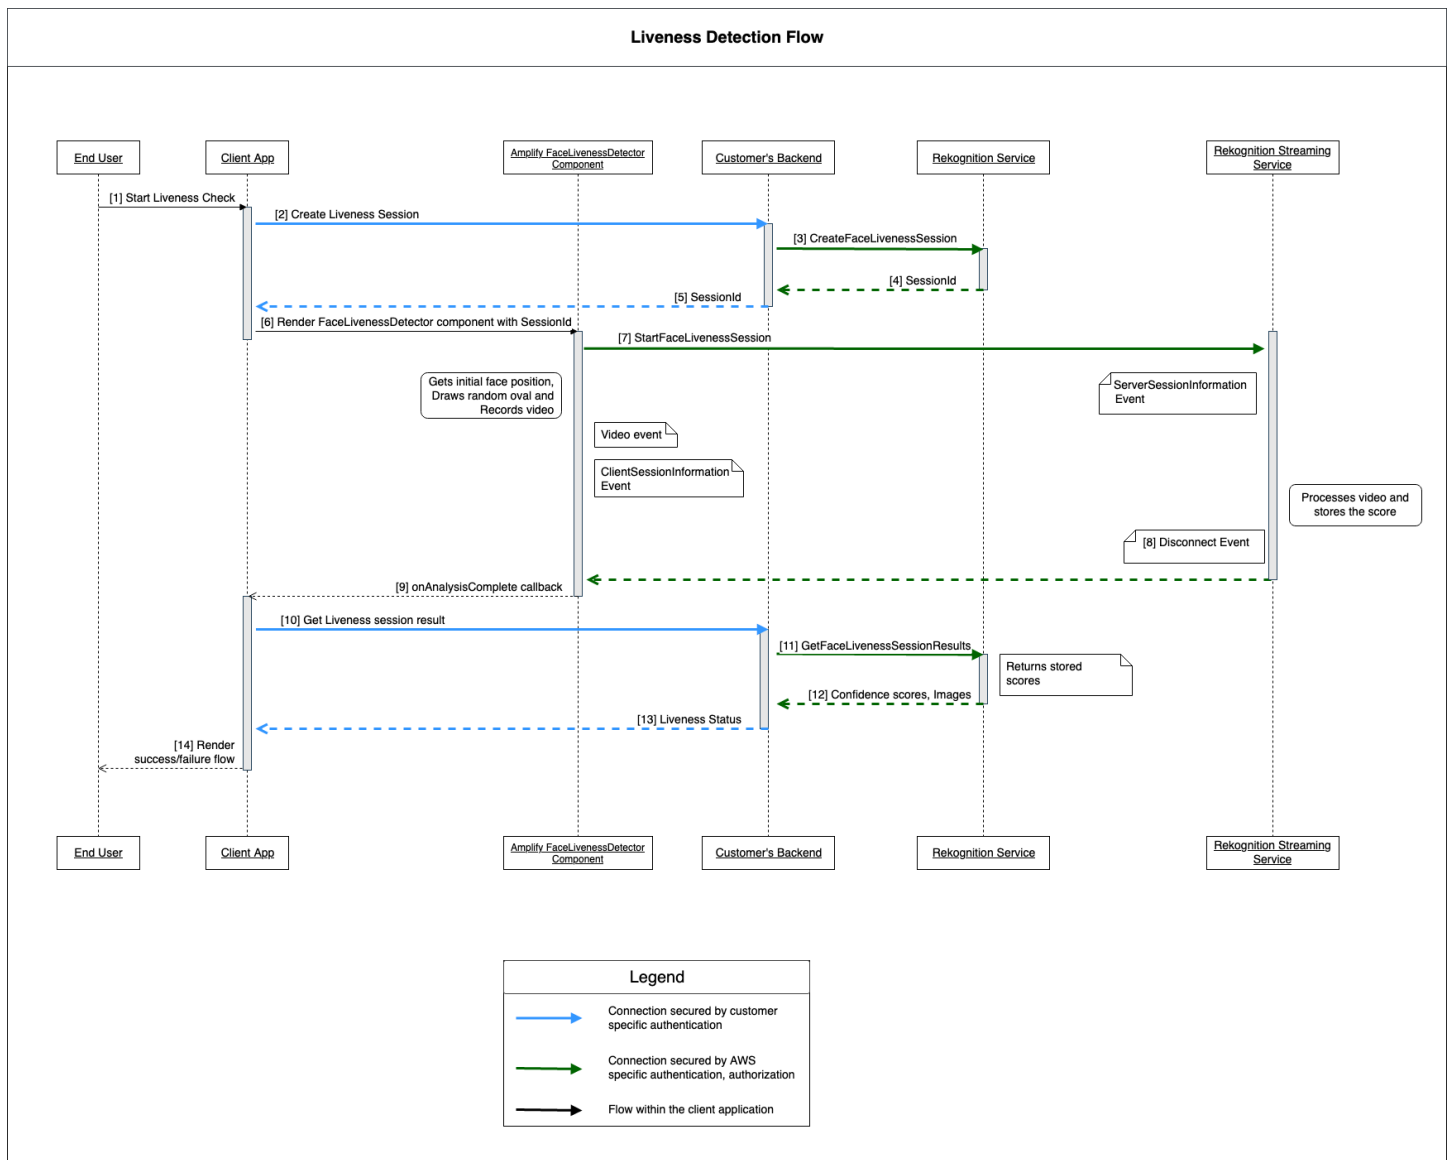 Liveness Detection Flow
End User
Client App
Amplify FaceLivenessDetector
Component
Customer's Backend
Rekognition Service
Rekognition Streaming
Service
[1] Start Liveness Check
[2] Create Liveness Session
[3] CreateFaceLivenessSession
[4] SessionId
[5] SessionId
[6] Render FaceLivenessDetector component with SessionId
[7] StartFaceLivenessSession
Gets initial face position,
Draws random oval and
Records video
ServerSessionInformation
Event
Video event
ClientSessionInformation
Event
Processes video and
stores the score
[8] Disconnect Event
[9] onAnalysisComplete callback
[10] Get Liveness session result
[11] GetFaceLivenessSessionResults
Returns stored
scores
[12] Confidence scores, Images
[13] Liveness Status
[14] Render
success/failure flow
End User
Client App
Amplify FaceLivenessDetector
Component
Customer's Backend
Rekognition Service
Rekognition Streaming
Service
Legend
Connection secured by customer
specific authentication
Connection secured by AWS
specific authentication, authorization
Flow within the client application